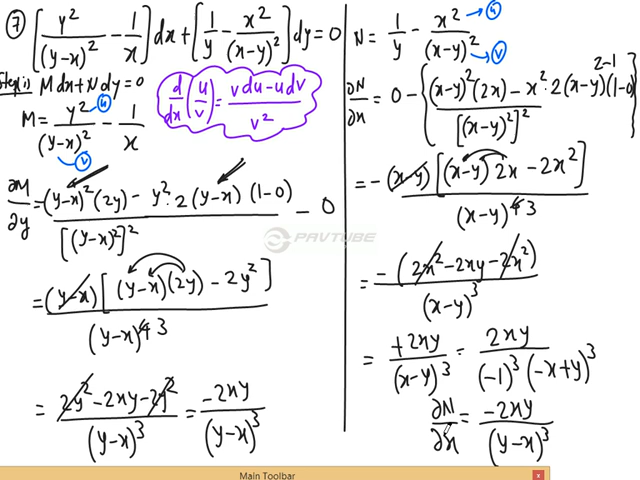 ⑦ [y²/(y-x)² - 1/x] dx + [1/y - x²/(x-y)²] dy = 0
Step 1) M dx + N dy = 0
d/dx (u/v) = (v du - u dv)/v²
M = y²/(y-x)² - 1/x
u
v
∂M/∂y = [(y-x)² (2y) - y² · 2 (y-x) (1-0)]/[(y-x)²]² - 0
= (y-x) [(y-x)(2y) - 2y²]/(y-x)⁴ 3
= (2y² - 2xy - 2y²)/(y-x)³ = -2xy/(y-x)³
N = 1/y - x²/(x-y)²
u
v
∂N/∂x = 0 - {[(x-y)² (2x) - x² · 2 (x-y)^2-1 (1-0)]/[(x-y)²]²}
= -(x-y) [(x-y) 2x - 2x²]/(x-y)⁴ 3
= -(2x² - 2xy - 2x²)/(x-y)³
= +2xy/(x-y)³ = 2xy/(-1)³ (-x+y)³
∂N/∂x = -2xy/(y-x)³
PAVTUBE
Main Toolbar
x